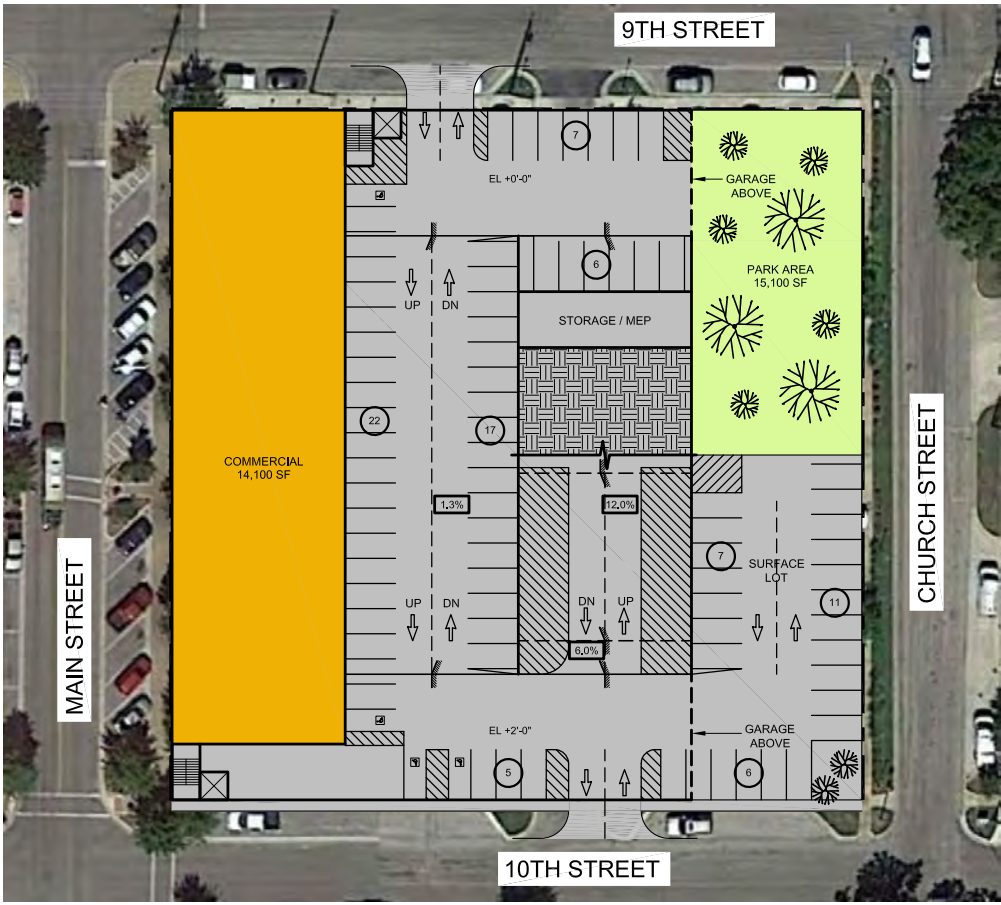 9TH STREET
7
EL +0'-0"
GARAGE
ABOVE
6
UP
DN
PARK AREA
15,100 SF
STORAGE / MEP
22
17
COMMERCIAL
14,100 SF
1.3%
12.0%
7
SURFACE
LOT
11
UP
DN
DN
UP
6.0%
EL +2'-0"
GARAGE
ABOVE
5
6
MAIN STREET
CHURCH STREET
10TH STREET